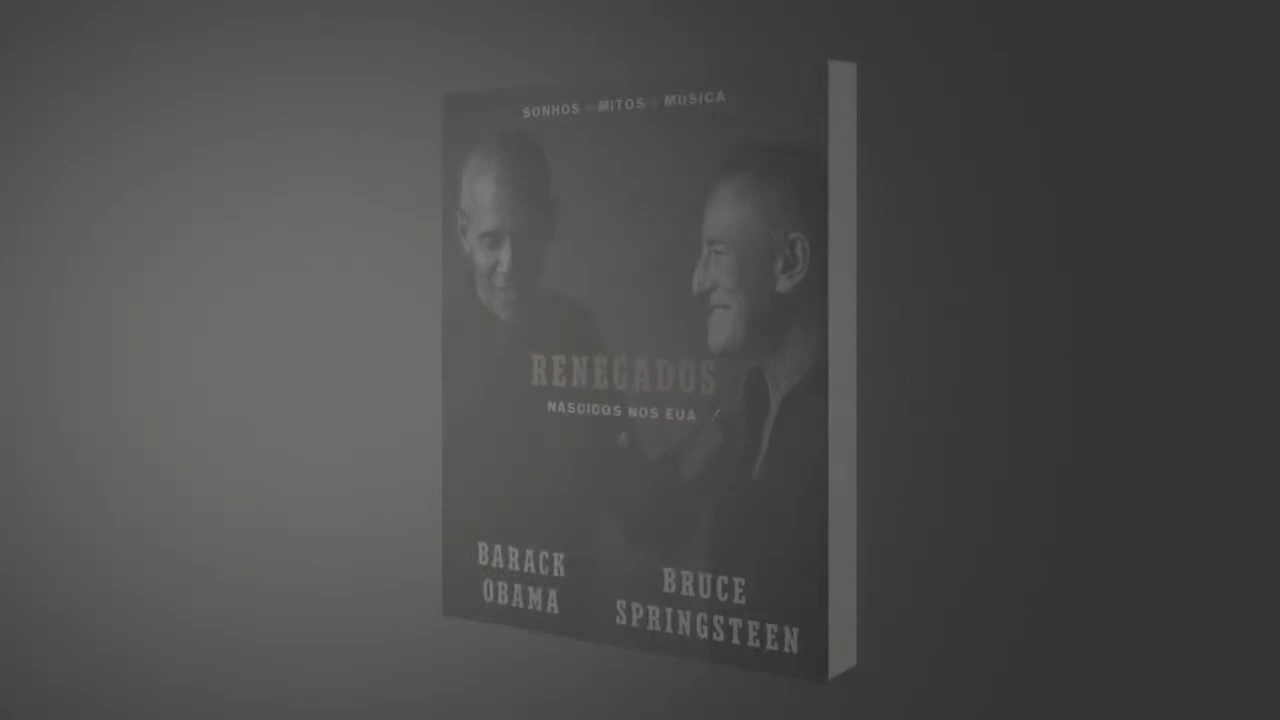 SONHOS MITOS MÚSICA
RENEGADOS
NASCIDOS NOS EUA
BARACK
OBAMA
BRUCE
SPRINGSTEEN